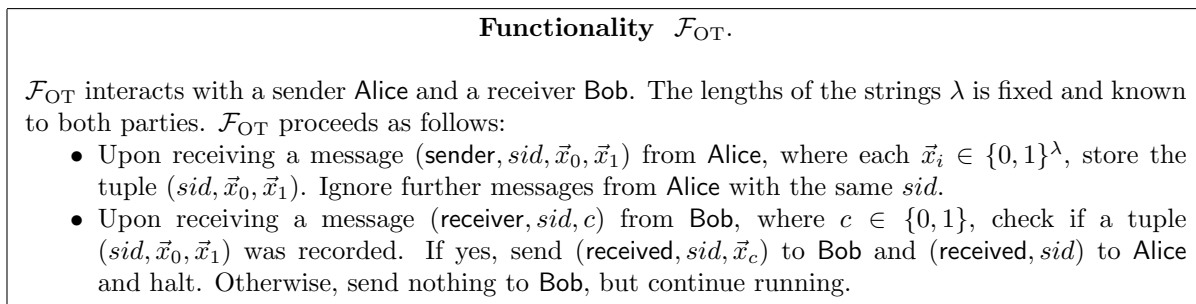 Functionality $\mathcal{F}_{\mathrm{OT}}$.
$\mathcal{F}_{\mathrm{OT}}$ interacts with a sender Alice and a receiver Bob. The lengths of the strings $\lambda$ is fixed and known
to both parties. $\mathcal{F}_{\mathrm{OT}}$ proceeds as follows:
• Upon receiving a message (sender, $sid, \vec{x}_0, \vec{x}_1$) from Alice, where each $\vec{x}_i \in \{0, 1\}^\lambda$, store the
tuple $(sid, \vec{x}_0, \vec{x}_1)$. Ignore further messages from Alice with the same $sid$.
• Upon receiving a message (receiver, $sid, c$) from Bob, where $c \in \{0, 1\}$, check if a tuple
$(sid, \vec{x}_0, \vec{x}_1)$ was recorded. If yes, send (received, $sid, \vec{x}_c$) to Bob and (received, $sid$) to Alice
and halt. Otherwise, send nothing to Bob, but continue running.